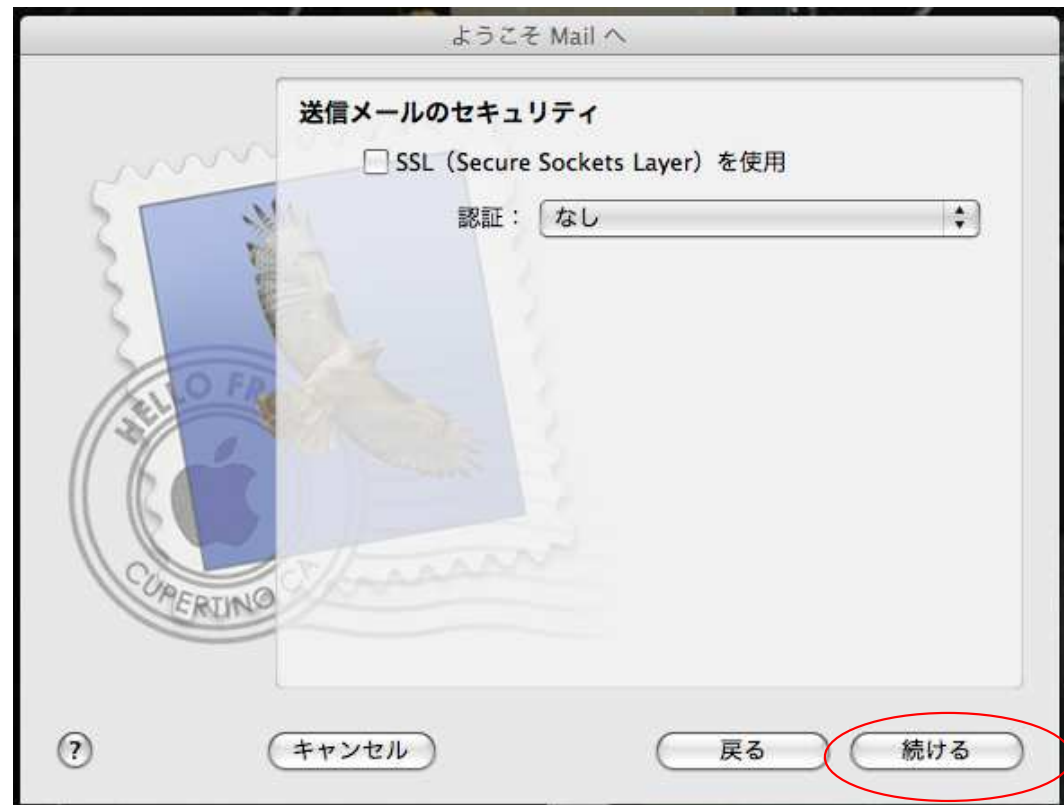 ようこそ Mail へ
送信メールのセキュリティ
SSL（Secure Sockets Layer）を使用
認証： なし
HELLO FR
CUPERTINO CA
? キャンセル 戻る 続ける